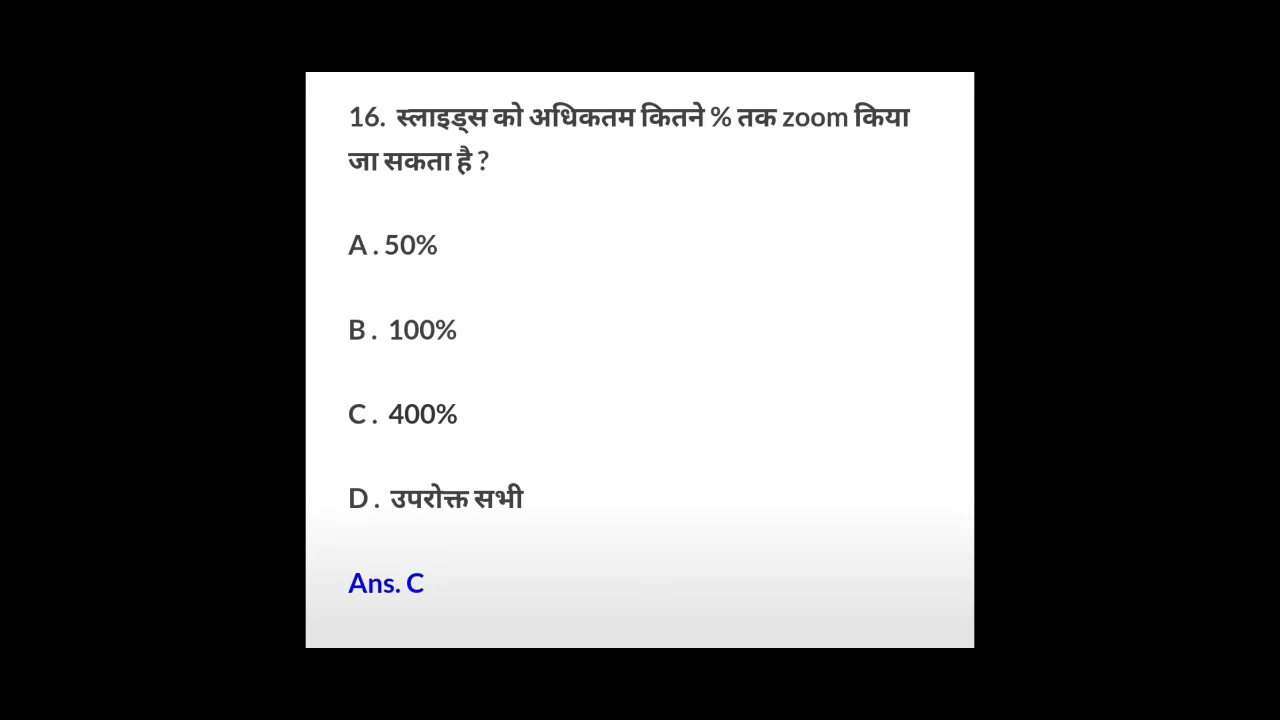 16. स्लाइड्स को अधिकतम कितने % तक zoom किया
जा सकता है ?
A . 50%
B . 100%
C . 400%
D . उपरोक्त सभी
Ans. C